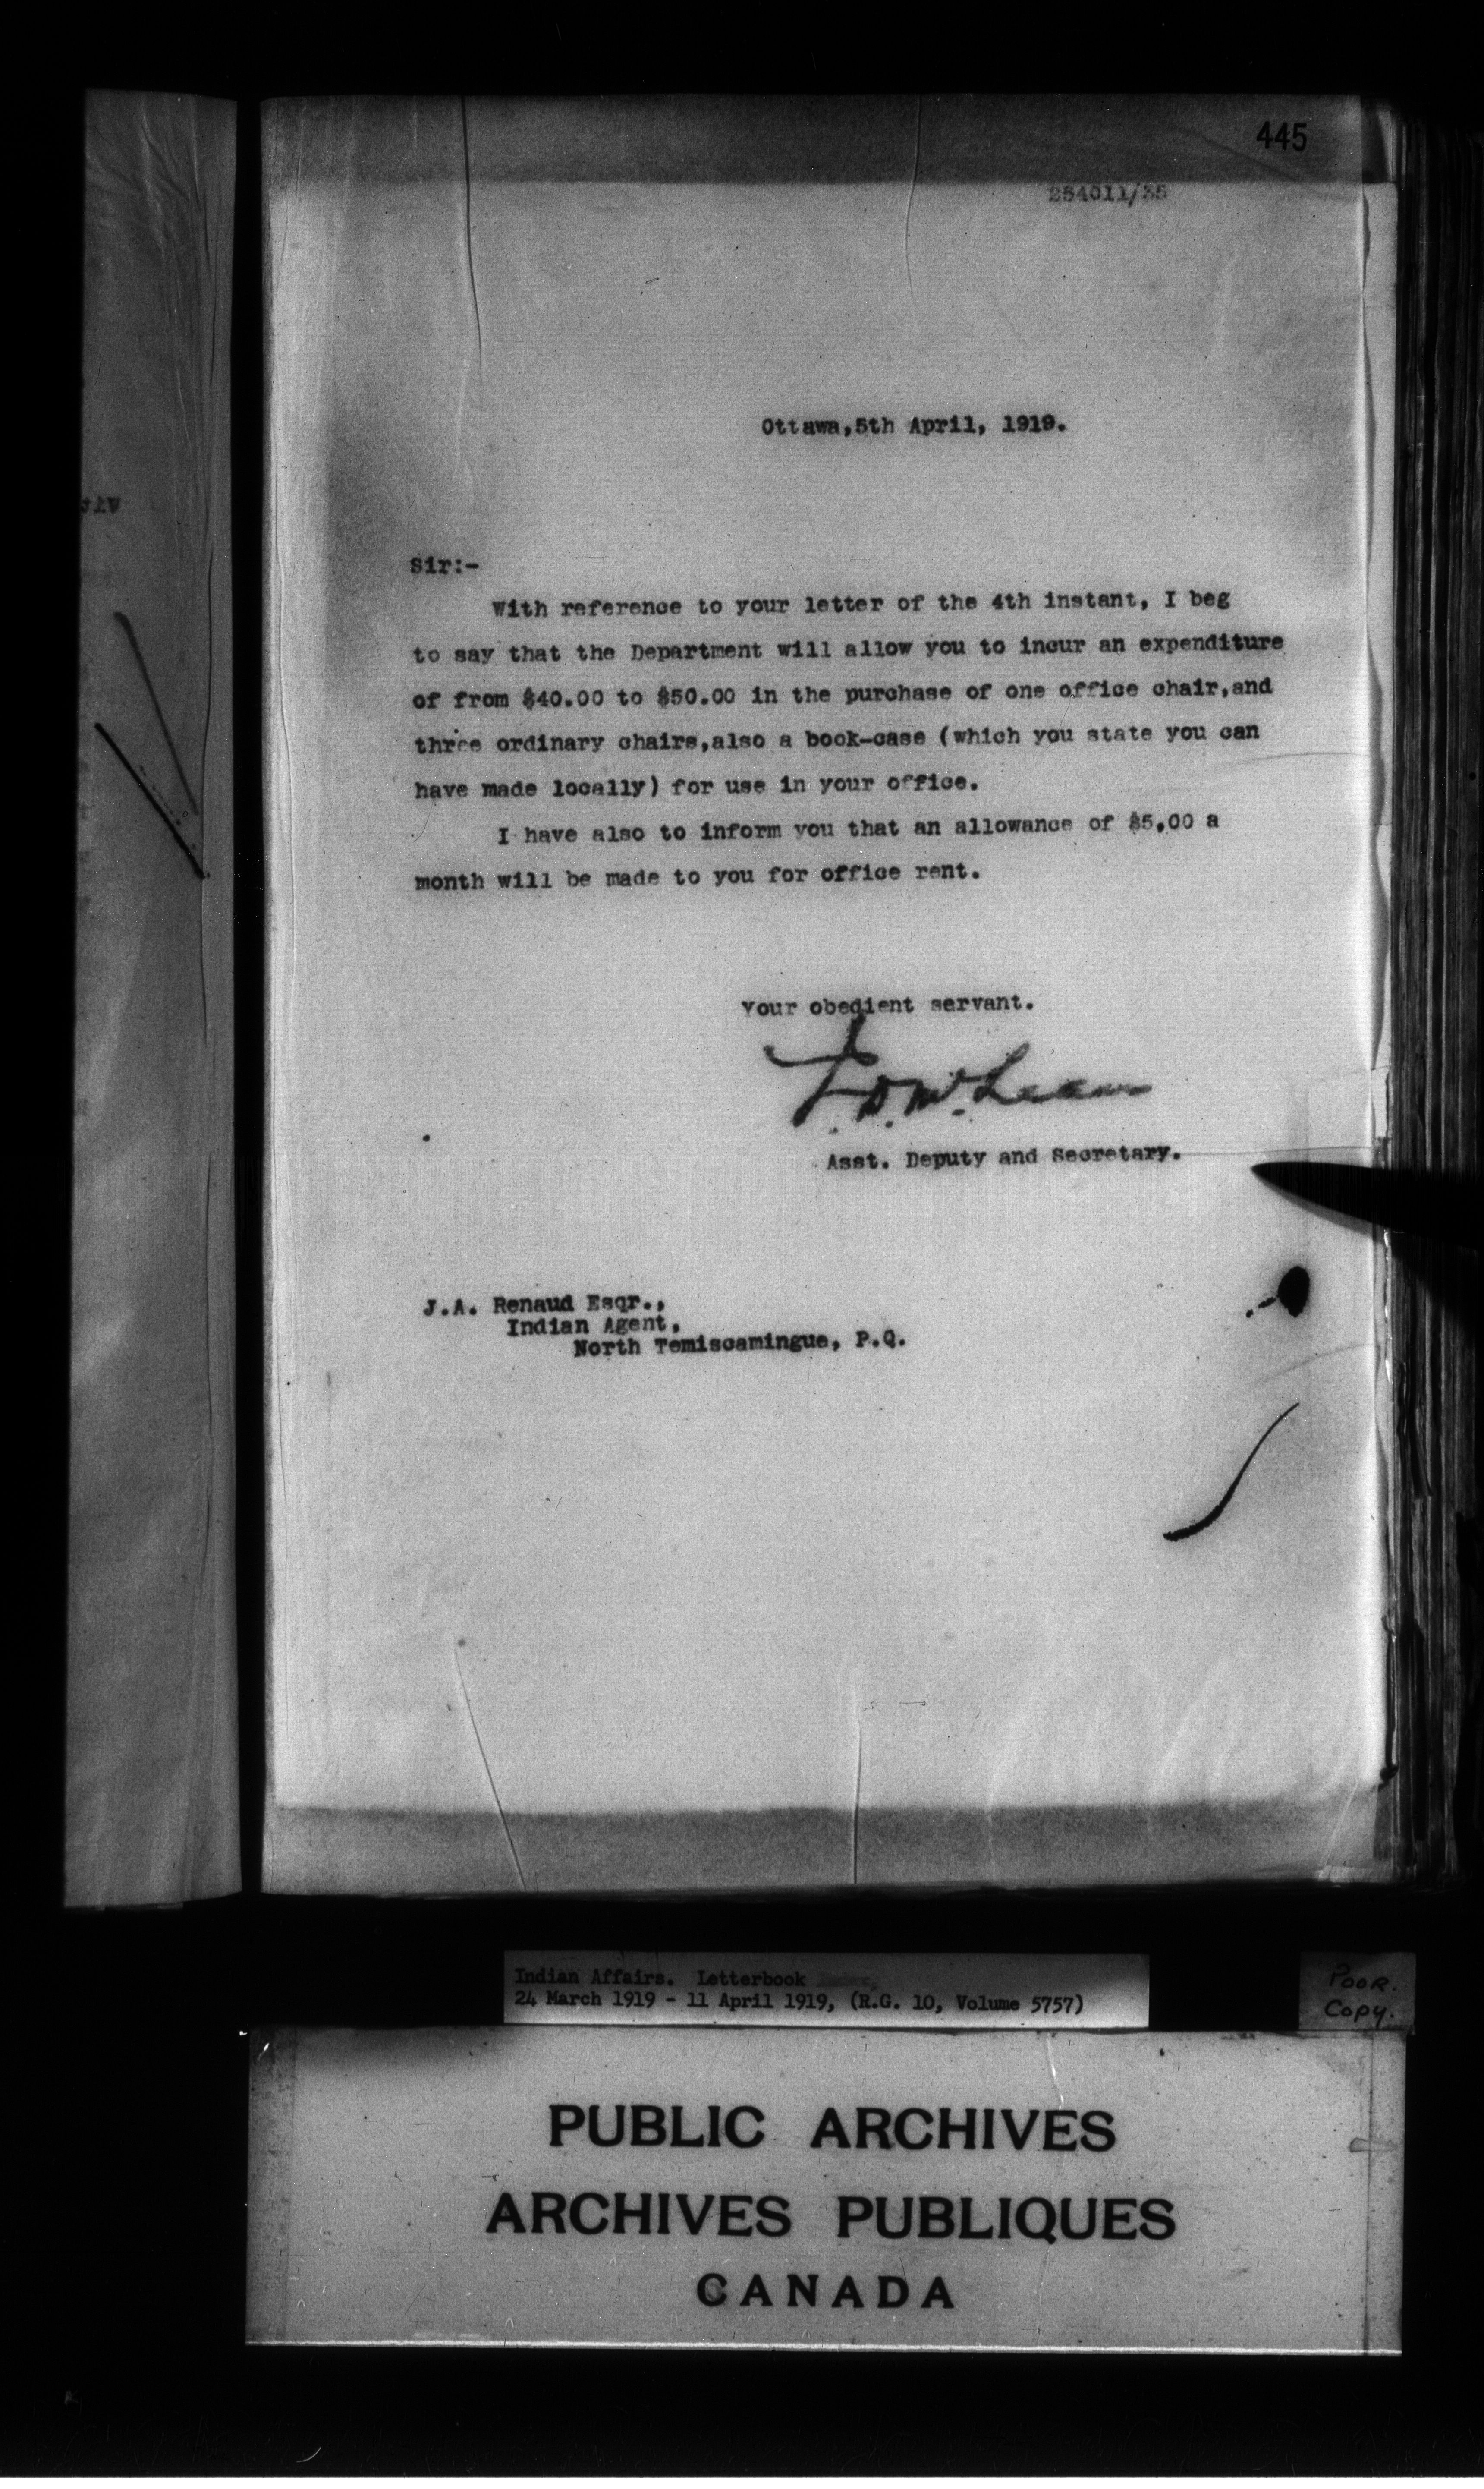 445
254011/35
Ottawa,5th April, 1919.
Sir:-
With reference to your letter of the 4th instant, I beg
to say that the Department will allow you to incur an expenditure
of from $40.00 to $50.00 in the purchase of one office chair,and
three ordinary chairs,also a book-case (which you state you can
have made locally) for use in your office.
I have also to inform you that an allowance of $5.00 a
month will be made to you for office rent.
Your obedient servant.
J.D. McLean
Asst. Deputy and Secretary.
J.A. Renaud Esqr.,
Indian Agent,
North Temiscamingue, P.Q.
Indian Affairs. Letterbook
24 March 1919 - 11 April 1919, (R.G. 10, Volume 5757)
Poor.
Copy.
PUBLIC ARCHIVES
ARCHIVES PUBLIQUES
CANADA